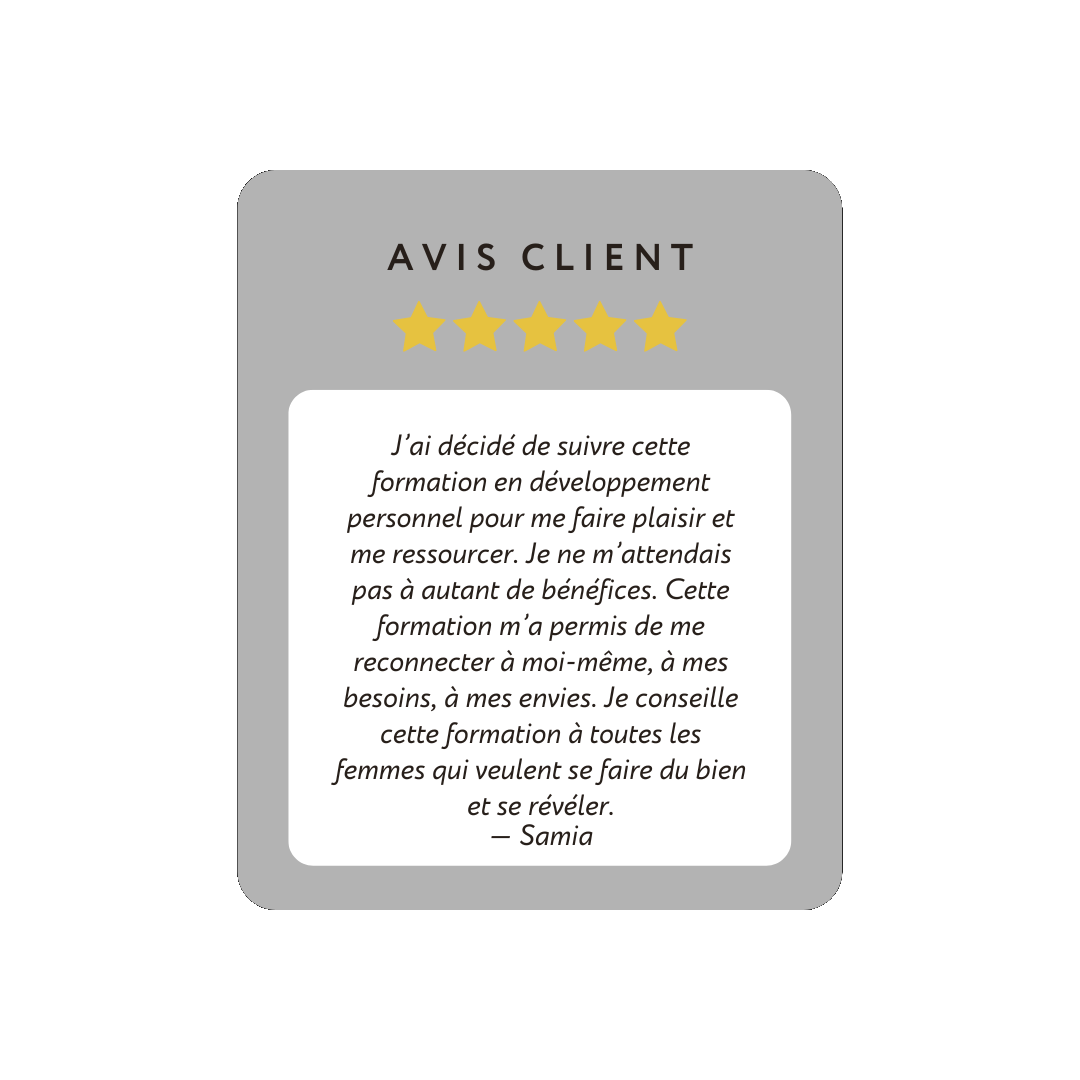 AVIS CLIENT
J’ai décidé de suivre cette
formation en développement
personnel pour me faire plaisir et
me ressourcer. Je ne m’attendais
pas à autant de bénéfices. Cette
formation m’a permis de me
reconnecter à moi-même, à mes
besoins, à mes envies. Je conseille
cette formation à toutes les
femmes qui veulent se faire du bien
et se révéler.
— Samia